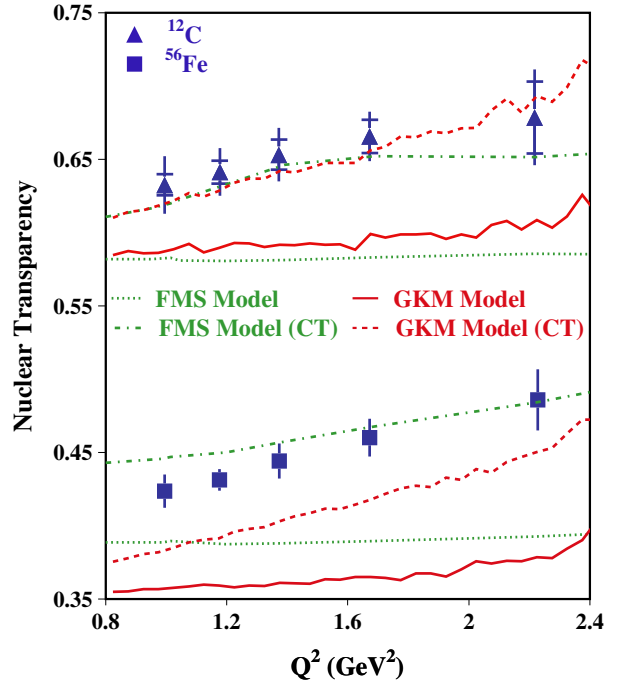 0.75
¹²C
⁵⁶Fe
0.65
0.55
FMS Model
GKM Model
FMS Model (CT)
GKM Model (CT)
0.45
0.35
0.8
1.2
1.6
2
2.4
Nuclear Transparency
Q² (GeV²)